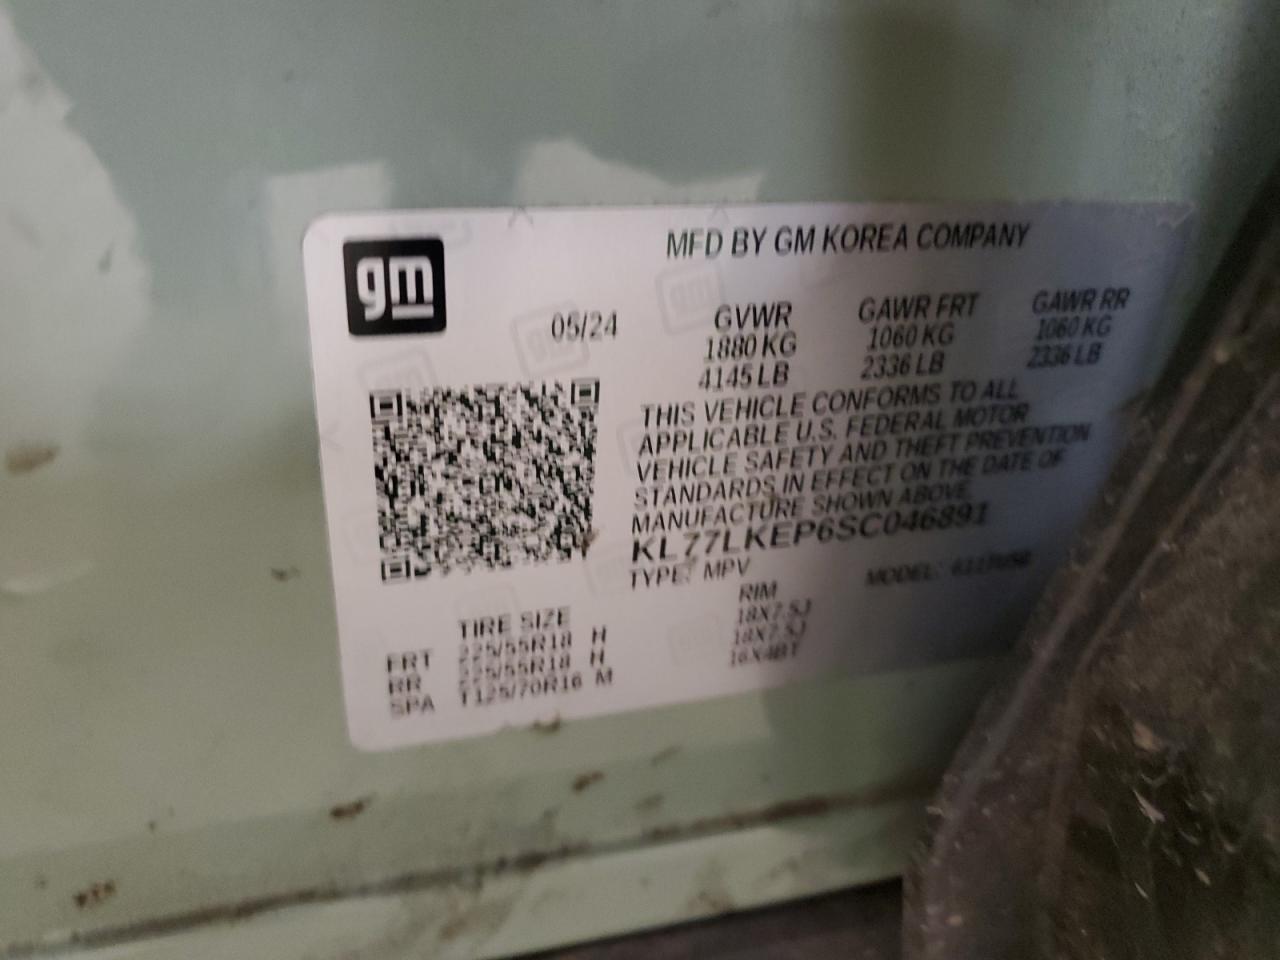 gm
MFD BY GM KOREA COMPANY
05/24
GVWR GAWR FRT GAWR RR
1880 KG 1060 KG 1060 KG
4145 LB 2336 LB 2336 LB
THIS VEHICLE CONFORMS TO ALL
APPLICABLE U.S. FEDERAL MOTOR
VEHICLE SAFETY AND THEFT PREVENTION
STANDARDS IN EFFECT ON THE DATE OF
MANUFACTURE SHOWN ABOVE.
KL77LKEP6SC046891
TYPE: MPV MODEL:
TIRE SIZE RIM
FRT 225/55R18 H 18X7.5J
RR 225/55R18 H 18X7.5J
SPA T125/70R16 M 16X4BT